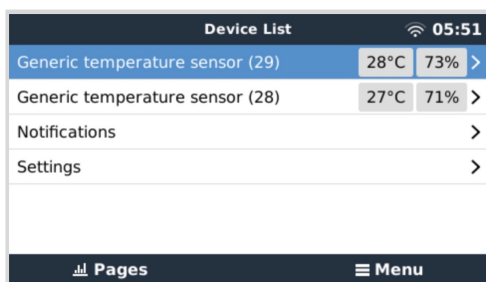 Device List 05:51
Generic temperature sensor (29) 28°C 73%
Generic temperature sensor (28) 27°C 71%
Notifications
Settings
Pages Menu